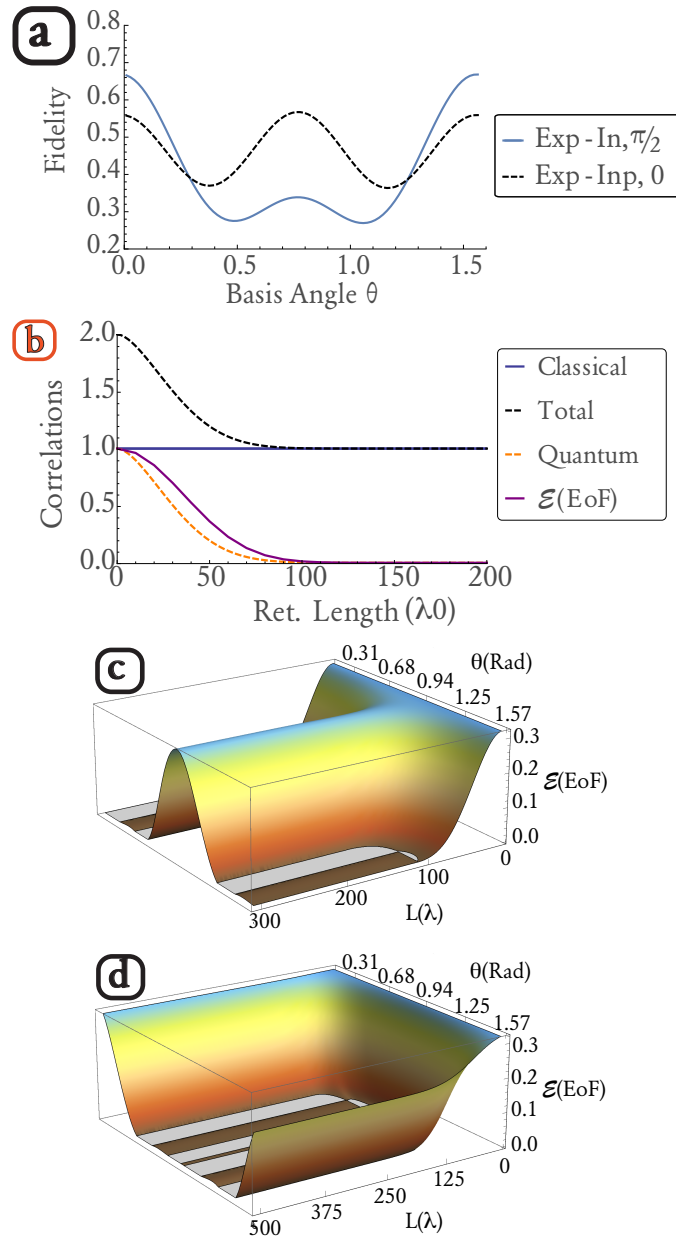 a
0.8
0.7
0.6
0.5
0.4
0.3
0.2
Fidelity
0.0 0.5 1.0 1.5
Basis Angle θ
Exp - In, π/2
Exp - Inp, 0
b
2.0
1.5
1.0
0.5
0.0
Correlations
0 50 100 150 200
Ret. Length (λ0)
Classical
Total
Quantum
ℰ(EoF)
c
0.31
0.68
0.94
1.25
1.57
θ(Rad)
0.3
0.2
0.1
0.0
ℰ(EoF)
0
100
200
300
L(λ)
d
0.31
0.68
0.94
1.25
1.57
θ(Rad)
0.3
0.2
0.1
0.0
ℰ(EoF)
0
125
250
375
500
L(λ)